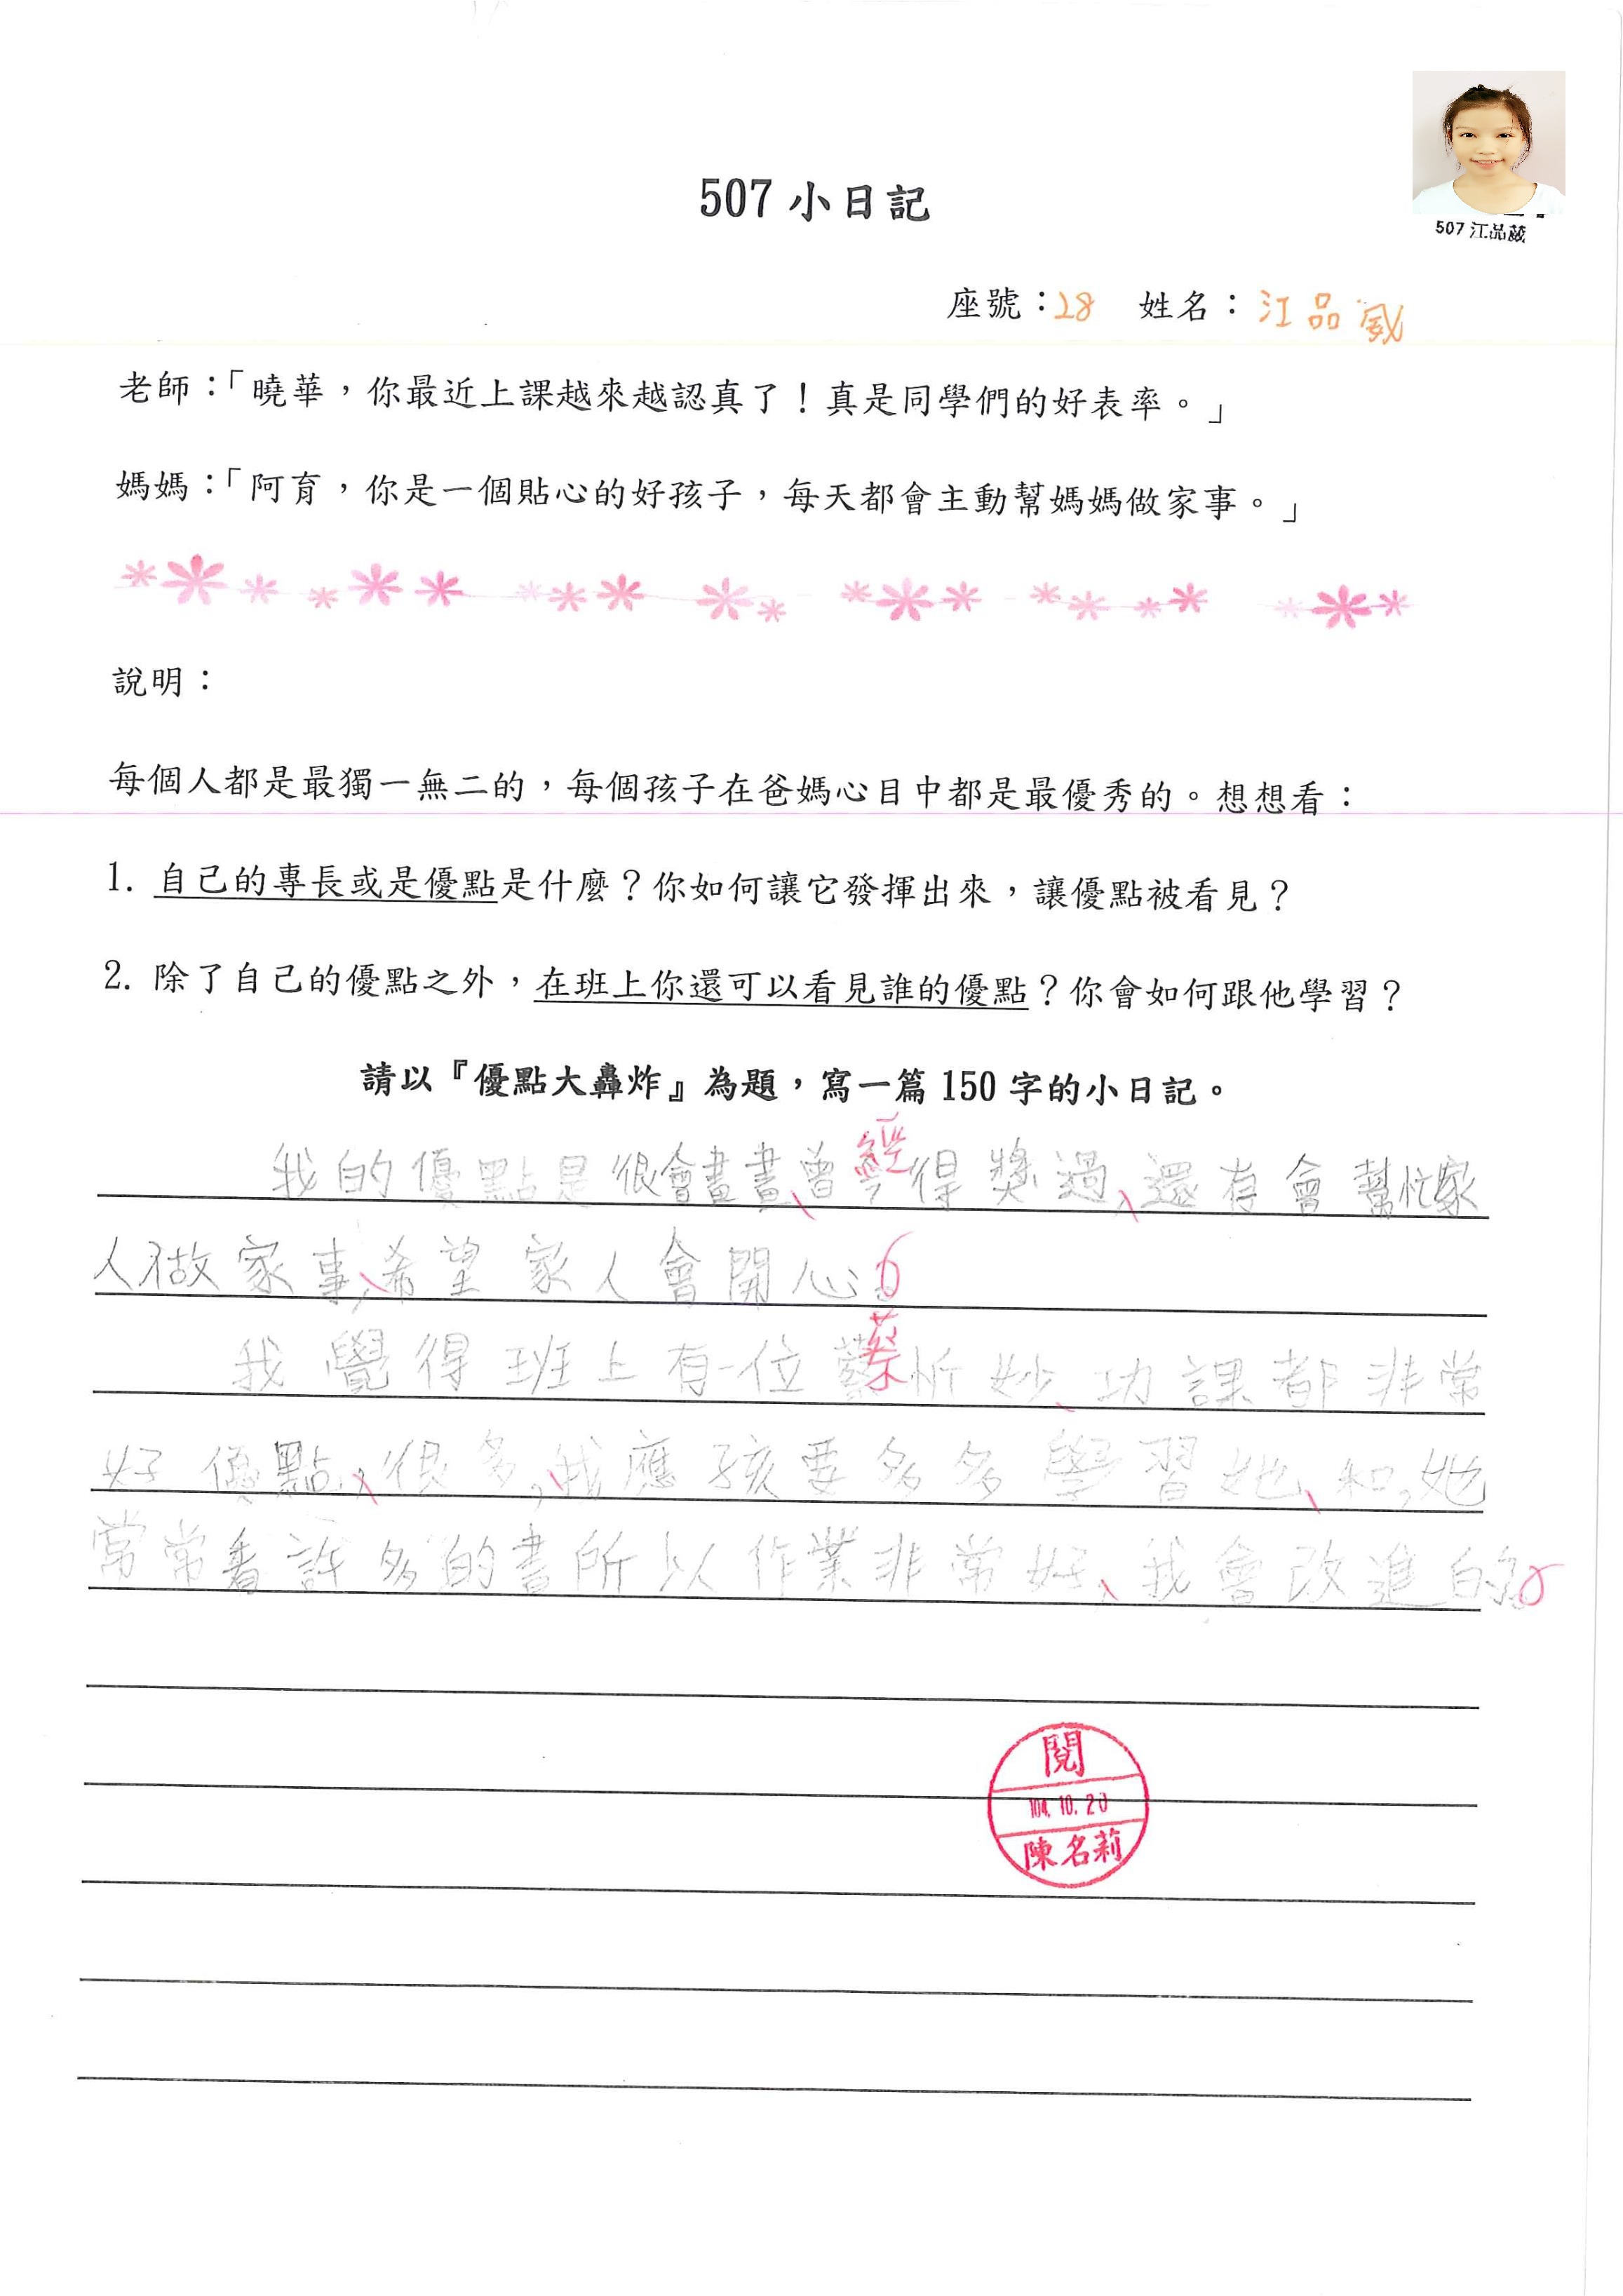 507 江品葳
507 小日記
座號：28 姓名：江品葳
老師：「曉華，你最近上課越來越認真了！真是同學們的好表率。」
媽媽：「阿育，你是一個貼心的好孩子，每天都會主動幫媽媽做家事。」
說明：
每個人都是最獨一無二的，每個孩子在爸媽心目中都是最優秀的。想想看：
1. 自己的專長或是優點是什麼？你如何讓它發揮出來，讓優點被看見？
2. 除了自己的優點之外，在班上你還可以看見誰的優點？你會如何跟他學習？
請以『優點大轟炸』為題，寫一篇 150 字的小日記。
我的優點是很會畫畫、曾經得獎過、還有會幫忙家
人做家事、希望家人會開心。
我覺得班上有一位蔡忻妙、功課都非常
好優點、很多，我應孩要多多學習她、和，她
常常看許多的書所以作業非常好、我會改進的。
閱
104.10.20
陳名莉